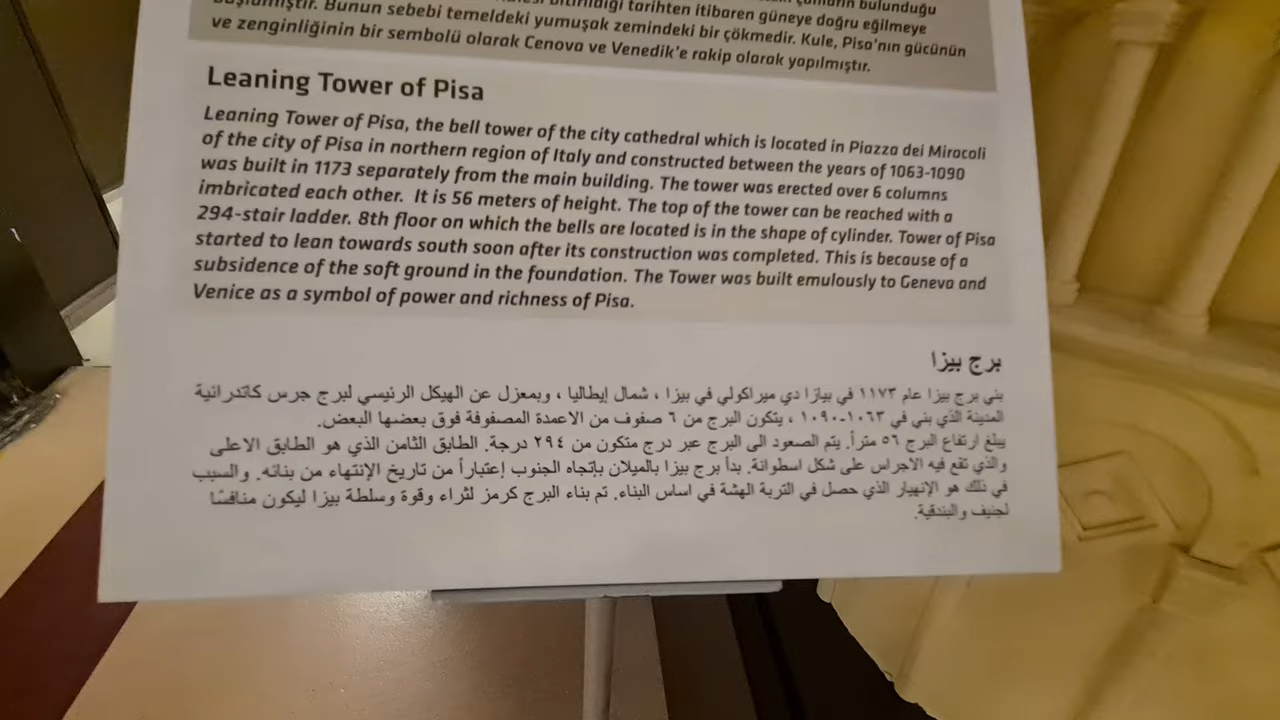 tarihten itibaren güneye doğru eğilmeye
Bunun sebebi temeldeki yumuşak zemindeki bir çökmedir. Kule, Pisa'nın gücünün
ve zenginliğinin bir sembolü olarak Cenova ve Venedik'e rakip olarak yapılmıştır.
Leaning Tower of Pisa
Leaning Tower of Pisa, the bell tower of the city cathedral which is located in Piazza dei Miracoli
of the city of Pisa in northern region of Italy and constructed between the years of 1063-1090
was built in 1173 separately from the main building. The tower was erected over 6 columns
imbricated each other. It is 56 meters of height. The top of the tower can be reached with a
294-stair ladder. 8th floor on which the bells are located is in the shape of cylinder. Tower of Pisa
started to lean towards south soon after its construction was completed. This is because of a
subsidence of the soft ground in the foundation. The Tower was built emulously to Geneva and
Venice as a symbol of power and richness of Pisa.
برج بيزا
بني برج بيزا عام ١١٧٣ في بيازا دي ميراكولي في بيزا ، شمال إيطاليا ، وبمعزل عن الهيكل الرئيسي لبرج جرس كاتدرائية
المدينة الذي بني في ١٠٦٣-١٠٩٠ ، يتكون البرج من ٦ صفوف من الاعمدة المصفوفة فوق بعضها البعض.
يبلغ ارتفاع البرج ٥٦ متراً. يتم الصعود الى البرج عبر درج متكون من ٢٩٤ درجة. الطابق الثامن الذي هو الطابق الاعلى
والذي تقع فيه الاجراس على شكل اسطوانة. بدأ برج بيزا بالميلان بإتجاه الجنوب إعتباراً من تاريخ الإنتهاء من بنائه. والسبب
في ذلك هو الإنهيار الذي حصل في التربة الهشة في اساس البناء. تم بناء البرج كرمز لثراء وقوة وسلطة بيزا ليكون منافسًا
لجنيف والبندقية.